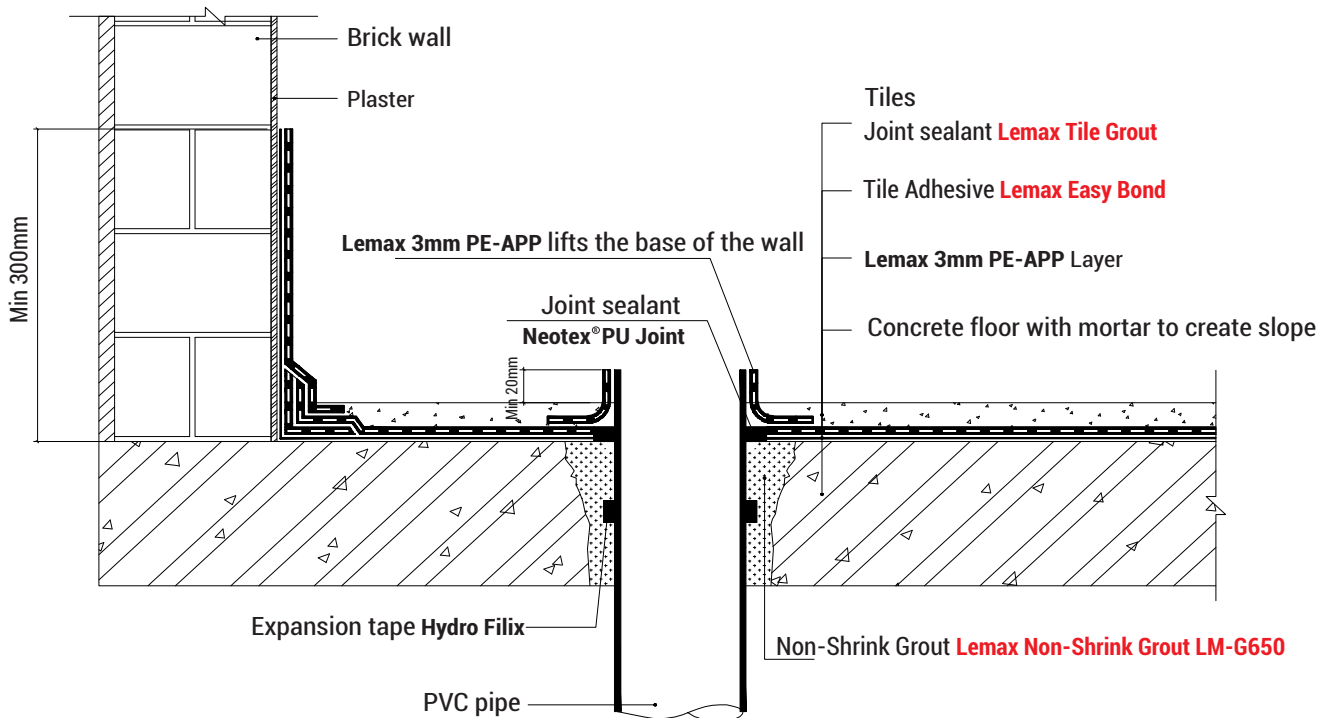 Brick wall
Plaster
Min 300mm
Tiles
Joint sealant Lemax Tile Grout
Tile Adhesive Lemax Easy Bond
Lemax 3mm PE-APP lifts the base of the wall
Lemax 3mm PE-APP Layer
Joint sealant
Neotex® PU Joint
Concrete floor with mortar to create slope
Min 20mm
Expansion tape Hydro Filix
Non-Shrink Grout Lemax Non-Shrink Grout LM-G650
PVC pipe